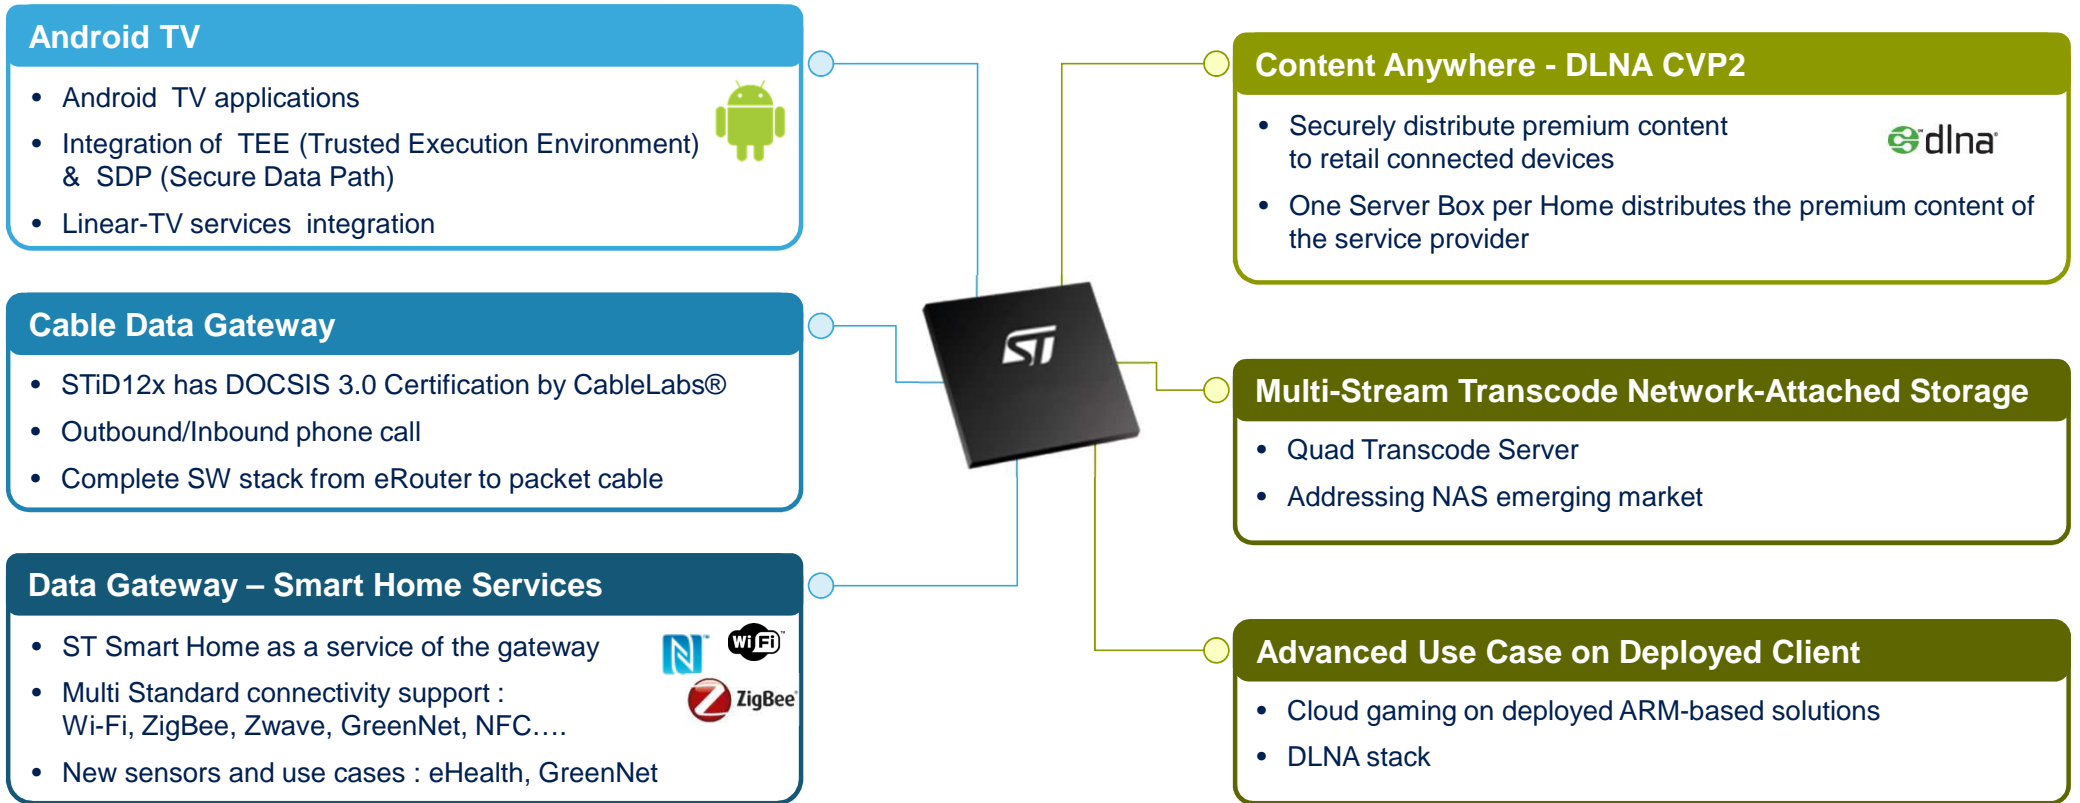 Android TV
• Android TV applications
• Integration of TEE (Trusted Execution Environment)
& SDP (Secure Data Path)
• Linear-TV services integration
Cable Data Gateway
• STiD12x has DOCSIS 3.0 Certification by CableLabs®
• Outbound/Inbound phone call
• Complete SW stack from eRouter to packet cable
Data Gateway – Smart Home Services
• ST Smart Home as a service of the gateway
• Multi Standard connectivity support :
Wi-Fi, ZigBee, Zwave, GreenNet, NFC….
• New sensors and use cases : eHealth, GreenNet
N™
Wi Fi™
ZigBee®
ST
Content Anywhere - DLNA CVP2
• Securely distribute premium content
to retail connected devices
• One Server Box per Home distributes the premium content of
the service provider
dlna
Multi-Stream Transcode Network-Attached Storage
• Quad Transcode Server
• Addressing NAS emerging market
Advanced Use Case on Deployed Client
• Cloud gaming on deployed ARM-based solutions
• DLNA stack